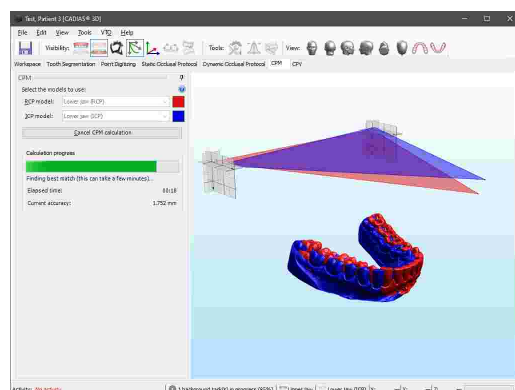 Test, Patient 3 [CADIAS® 3D]
File Edit View Tools VTO Help
Visibility: Tools: View:
Workspace Tooth Segmentation Point Digitizing Static Occlusal Protocol Dynamic Occlusal Protocol CPM CPV
CPM
Select the models to use:
RCP model: Lower jaw (RCP)
ICP model: Lower jaw (ICP)
Cancel CPM calculation
Calculation progress
Finding best match (this can take a few minutes)...
Elapsed time: 00:18
Current accuracy: 1.752 mm
Activity: No activity 1 background task(s) in progress (85%) Upper jaw Lower jaw (ICP) X: Y: Z: